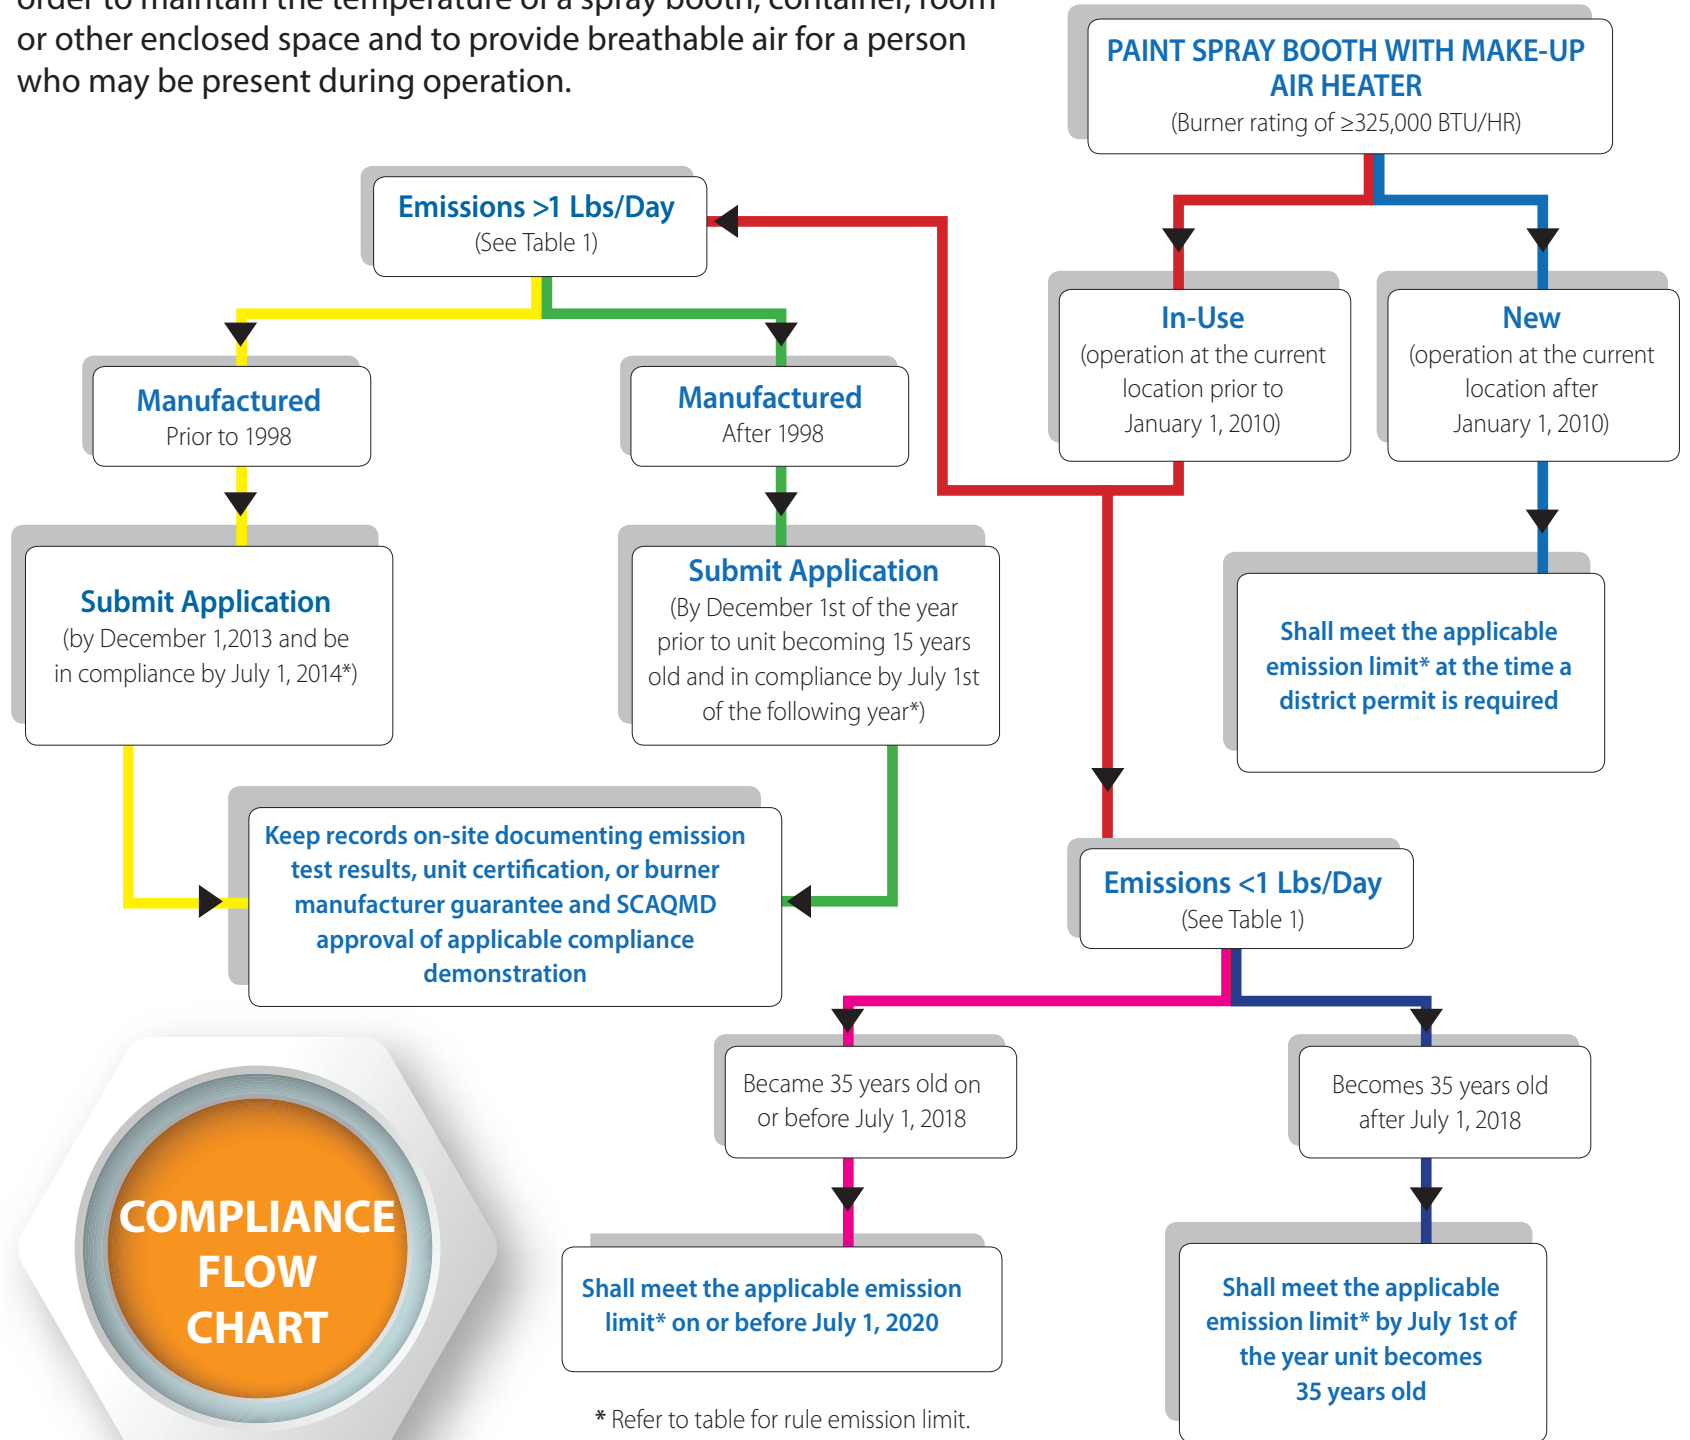 order to maintain the temperature of a spray booth, container, room
or other enclosed space and to provide breathable air for a person
who may be present during operation.
PAINT SPRAY BOOTH WITH MAKE-UP
AIR HEATER
(Burner rating of ≥325,000 BTU/HR)
Emissions >1 Lbs/Day
(See Table 1)
In-Use
(operation at the current
location prior to
January 1, 2010)
New
(operation at the current
location after
January 1, 2010)
Manufactured
Prior to 1998
Manufactured
After 1998
Submit Application
(by December 1,2013 and be
in compliance by July 1, 2014*)
Submit Application
(By December 1st of the year
prior to unit becoming 15 years
old and in compliance by July 1st
of the following year*)
Shall meet the applicable
emission limit* at the time a
district permit is required
Keep records on-site documenting emission
test results, unit certification, or burner
manufacturer guarantee and SCAQMD
approval of applicable compliance
demonstration
Emissions <1 Lbs/Day
(See Table 1)
Became 35 years old on
or before July 1, 2018
Becomes 35 years old
after July 1, 2018
Shall meet the applicable emission
limit* on or before July 1, 2020
Shall meet the applicable
emission limit* by July 1st of
the year unit becomes
35 years old
COMPLIANCE
FLOW
CHART
* Refer to table for rule emission limit.